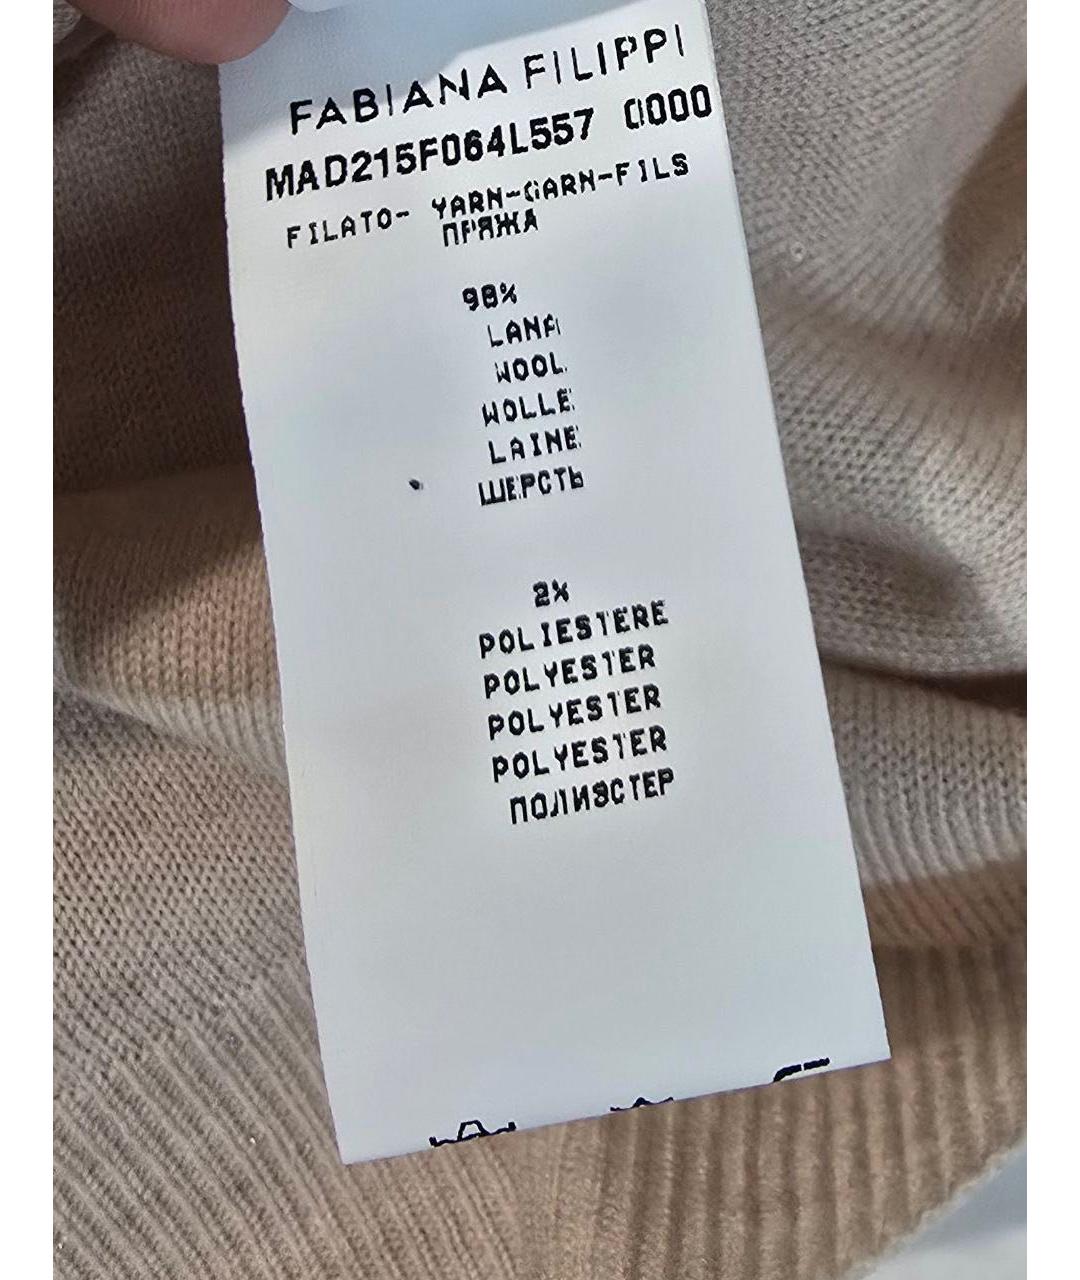 FABIANA FILIPPI
MAD215F064L557 0000
FILATO- YARN-GARN-FILS
ПРЯЖА
98%
LANA
WOOL
WOLLE
LAINE
ШЕРСТЬ
2%
POLIESTERE
POLYESTER
POLYESTER
POLYESTER
ПОЛИЭСТЕР